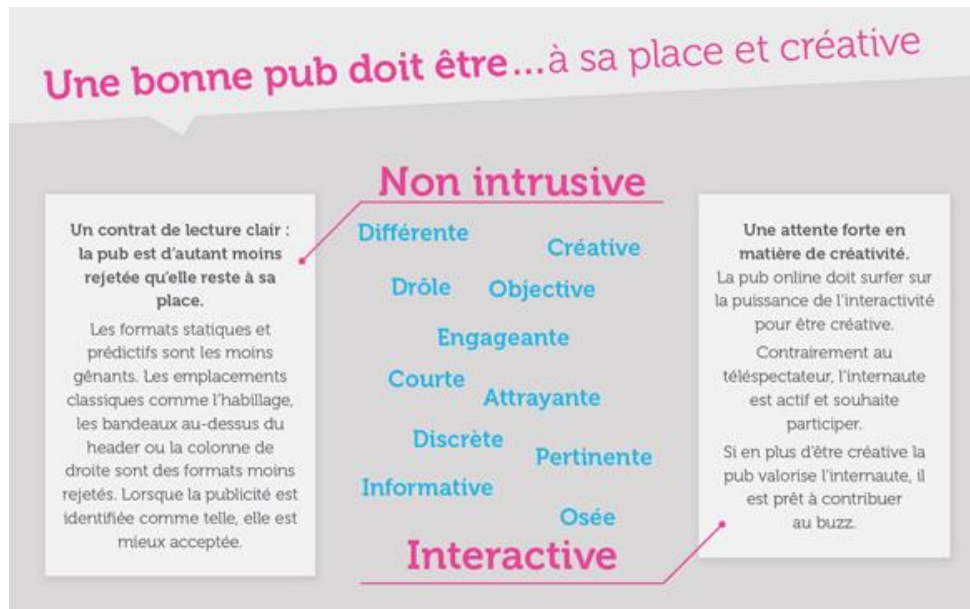 Une bonne pub doit être...à sa place et créative
Non intrusive
Un contrat de lecture clair :
la pub est d'autant moins
rejetée qu'elle reste à sa
place.
Les formats statiques et
prédictifs sont les moins
gênants. Les emplacements
classiques comme l'habillage,
les bandeaux au-dessus du
header ou la colonne de
droite sont des formats moins
rejetés. Lorsque la publicité est
identifiée comme telle, elle est
mieux acceptée.
Différente
Créative
Drôle
Objective
Engageante
Courte
Attrayante
Discrète
Pertinente
Informative
Osée
Interactive
Une attente forte en
matière de créativité.
La pub online doit surfer sur
la puissance de l'interactivité
pour être créative.
Contrairement au
téléspectateur, l'internaute
est actif et souhaite
participer.
Si en plus d'être créative la
pub valorise l'internaute, il
est prêt à contribuer
au buzz.